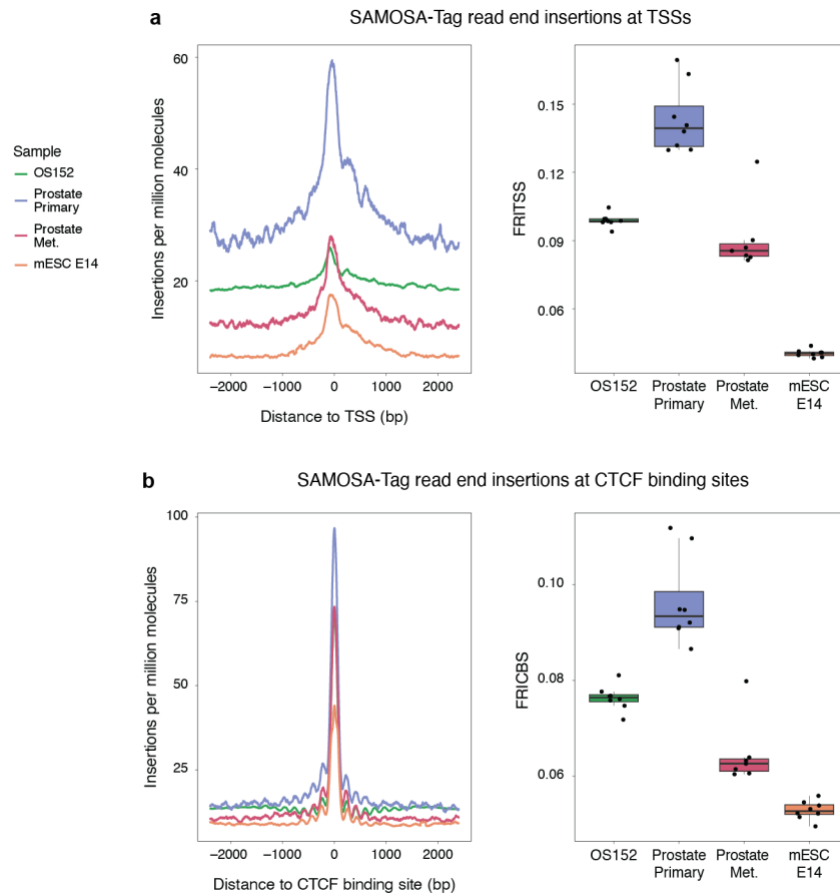 a
SAMOSA-Tag read end insertions at TSSs
Sample
OS152
Prostate
Primary
Prostate
Met.
mESC E14
Insertions per million molecules
60
40
20
−2000
−1000
0
1000
2000
Distance to TSS (bp)
FRITSS
0.15
0.12
0.09
0.06
OS152
Prostate
Primary
Prostate
Met.
mESC
E14
b
SAMOSA-Tag read end insertions at CTCF binding sites
Insertions per million molecules
100
75
50
25
−2000
−1000
0
1000
2000
Distance to CTCF binding site (bp)
FRICBS
0.10
0.08
0.06
OS152
Prostate
Primary
Prostate
Met.
mESC
E14